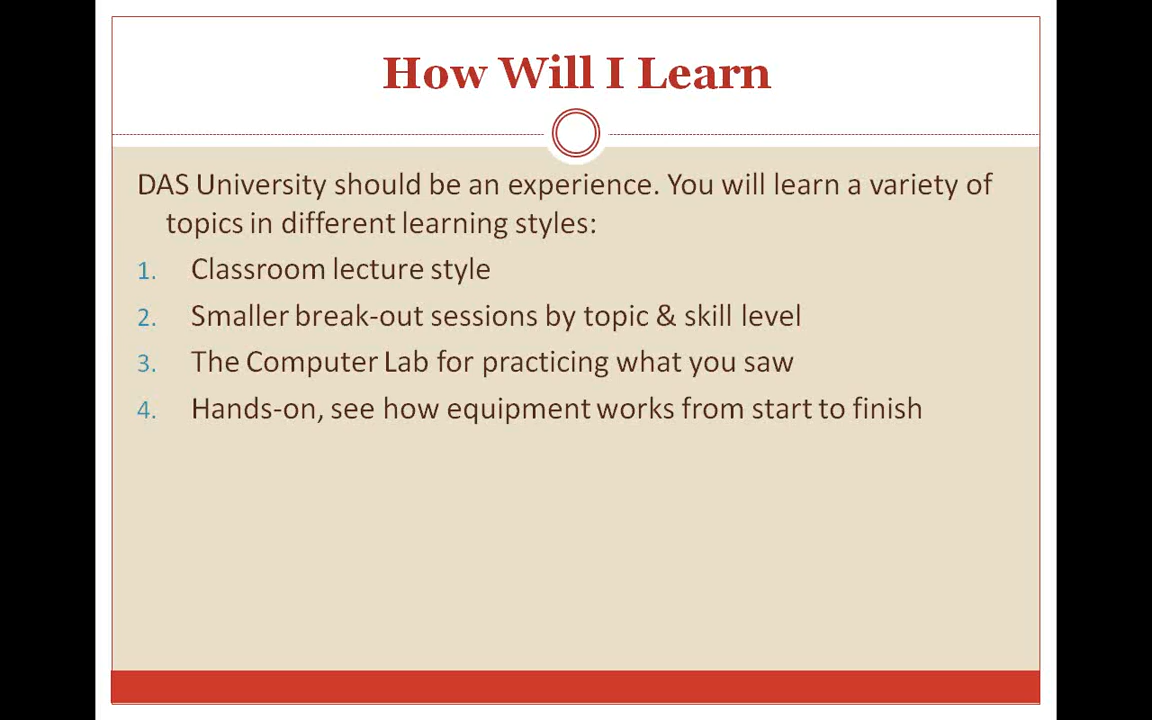 How Will I Learn
DAS University should be an experience. You will learn a variety of
topics in different learning styles:
1. Classroom lecture style
2. Smaller break-out sessions by topic & skill level
3. The Computer Lab for practicing what you saw
4. Hands-on, see how equipment works from start to finish